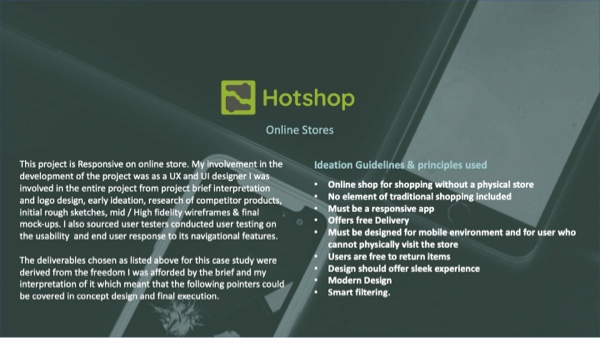 Hotshop
Online Stores
This project is Responsive on online store. My involvement in the
development of the project was as a UX and UI designer I was
involved in the entire project from project brief interpretation
and logo design, early ideation, research of competitor products,
initial rough sketches, mid / High fidelity wireframes & final
mock-ups. I also sourced user testers conducted user testing on
the usability and end user response to its navigational features.
The deliverables chosen as listed above for this case study were
derived from the freedom I was afforded by the brief and my
interpretation of it which meant that the following pointers could
be covered in concept design and final execution.
Ideation Guidelines & principles used
• Online shop for shopping without a physical store
• No element of traditional shopping included
• Must be a responsive app
• Offers free Delivery
• Must be designed for mobile environment and for user who
cannot physically visit the store
• Users are free to return items
• Design should offer sleek experience
• Modern Design
• Smart filtering.